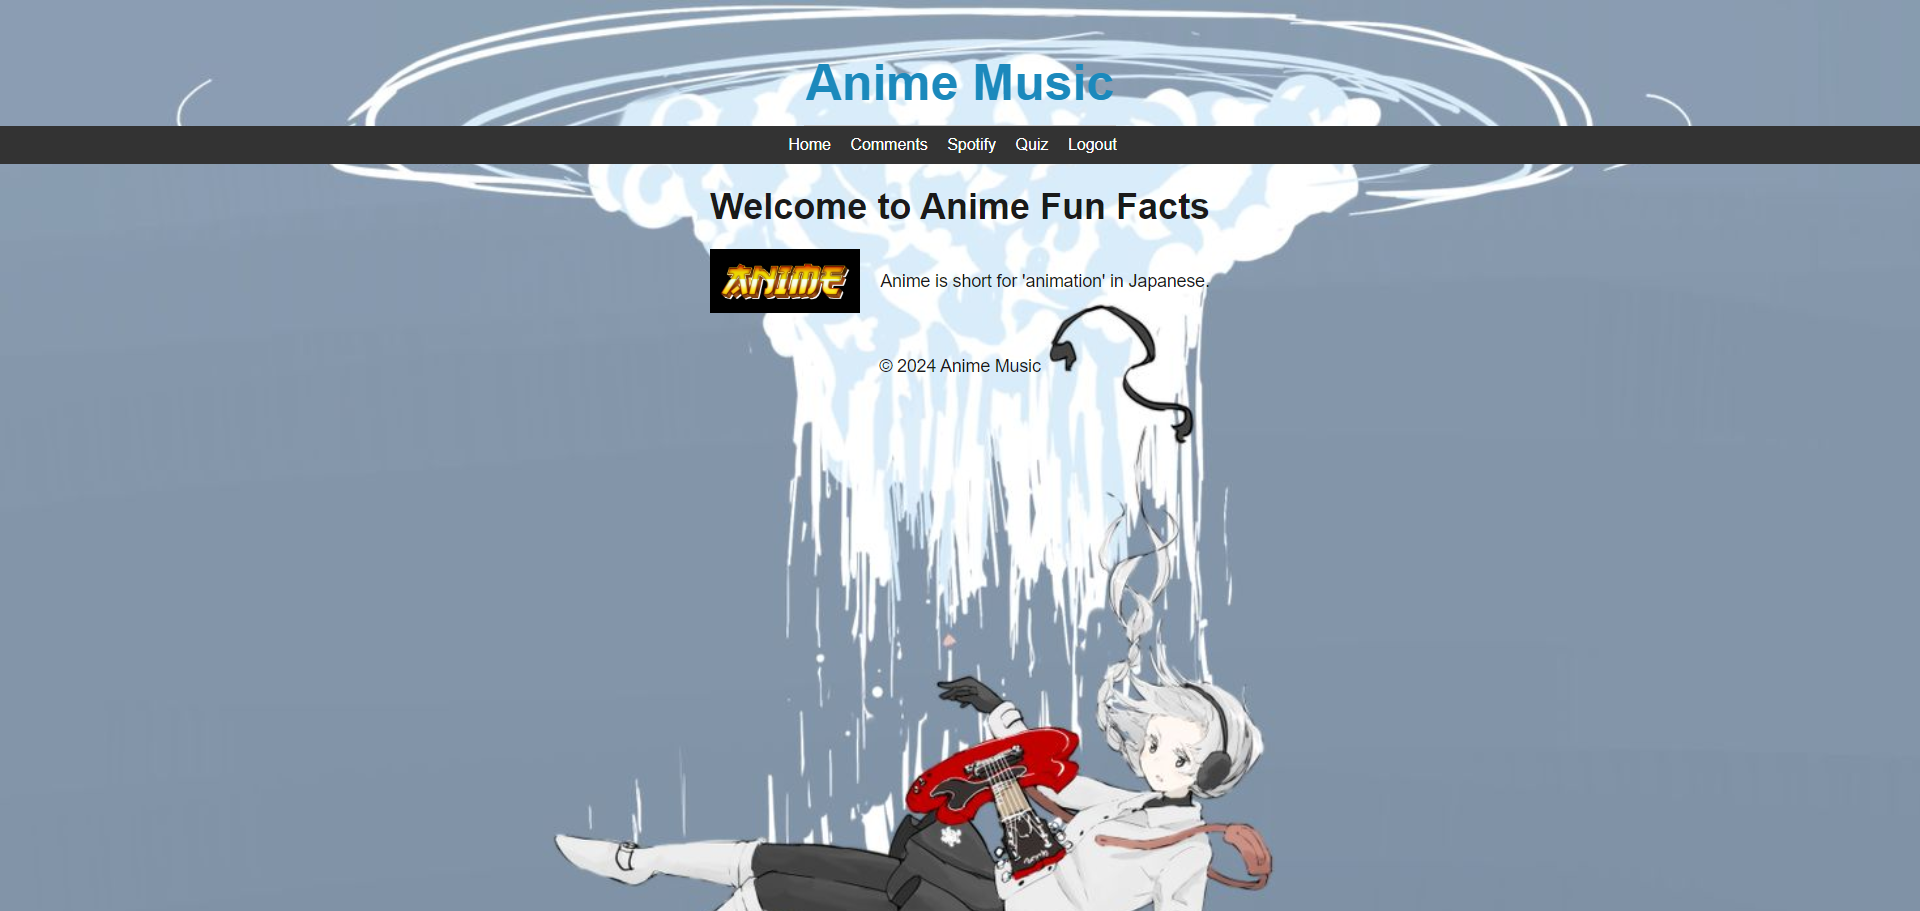 Anime Music
Home Comments Spotify Quiz Logout
Welcome to Anime Fun Facts
ANIME
Anime is short for 'animation' in Japanese.
© 2024 Anime Music